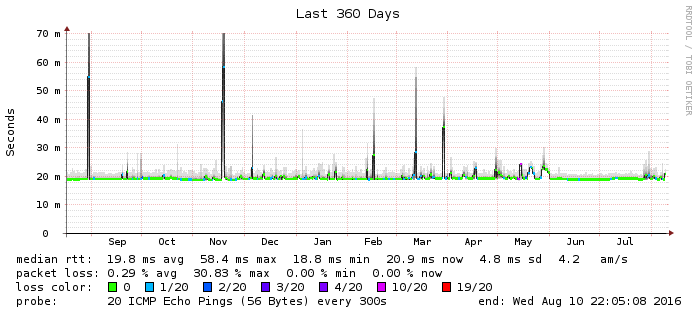 Last 360 Days
RRDTOOL / TOBI OETIKER
Seconds
70 m
60 m
50 m
40 m
30 m
20 m
10 m
0
Sep Oct Nov Dec Jan Feb Mar Apr May Jun Jul
median rtt: 19.8 ms avg 58.4 ms max 18.8 ms min 20.9 ms now 4.8 ms sd 4.2 am/s
packet loss: 0.29 % avg 30.83 % max 0.00 % min 0.00 % now
loss color: 0 1/20 2/20 3/20 4/20 10/20 19/20
probe: 20 ICMP Echo Pings (56 Bytes) every 300s end: Wed Aug 10 22:05:08 2016